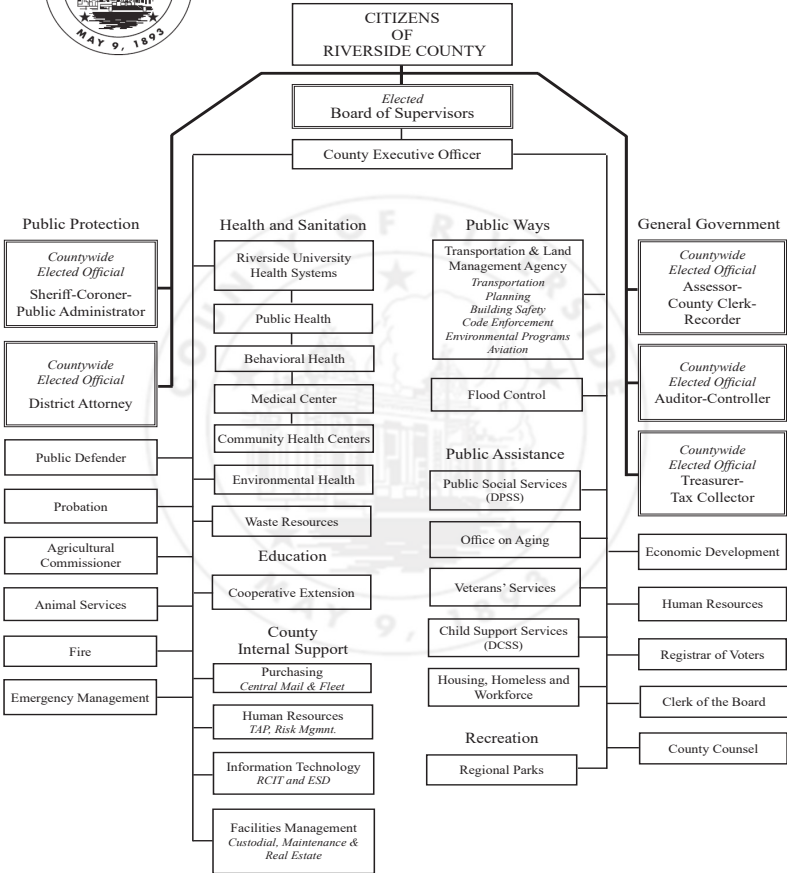 MAY 9, 1893
CITIZENS
OF
RIVERSIDE COUNTY
Elected
Board of Supervisors
County Executive Officer
Public Protection
Countywide
Elected Official
Sheriff-Coroner-
Public Administrator
Countywide
Elected Official
District Attorney
Public Defender
Probation
Agricultural
Commissioner
Animal Services
Fire
Emergency Management
Health and Sanitation
Riverside University
Health Systems
Public Health
Behavioral Health
Medical Center
Community Health Centers
Environmental Health
Waste Resources
Education
Cooperative Extension
County
Internal Support
Purchasing
Central Mail & Fleet
Human Resources
TAP, Risk Mgmnt.
Information Technology
RCIT and ESD
Facilities Management
Custodial, Maintenance &
Real Estate
Public Ways
Transportation & Land
Management Agency
Transportation
Planning
Building Safety
Code Enforcement
Environmental Programs
Aviation
Flood Control
Public Assistance
Public Social Services
(DPSS)
Office on Aging
Veterans' Services
Child Support Services
(DCSS)
Housing, Homeless and
Workforce
Recreation
Regional Parks
General Government
Countywide
Elected Official
Assessor-
County Clerk-
Recorder
Countywide
Elected Official
Auditor-Controller
Countywide
Elected Official
Treasurer-
Tax Collector
Economic Development
Human Resources
Registrar of Voters
Clerk of the Board
County Counsel
COUNTY OF RIVERSIDE
MAY 9, 1893